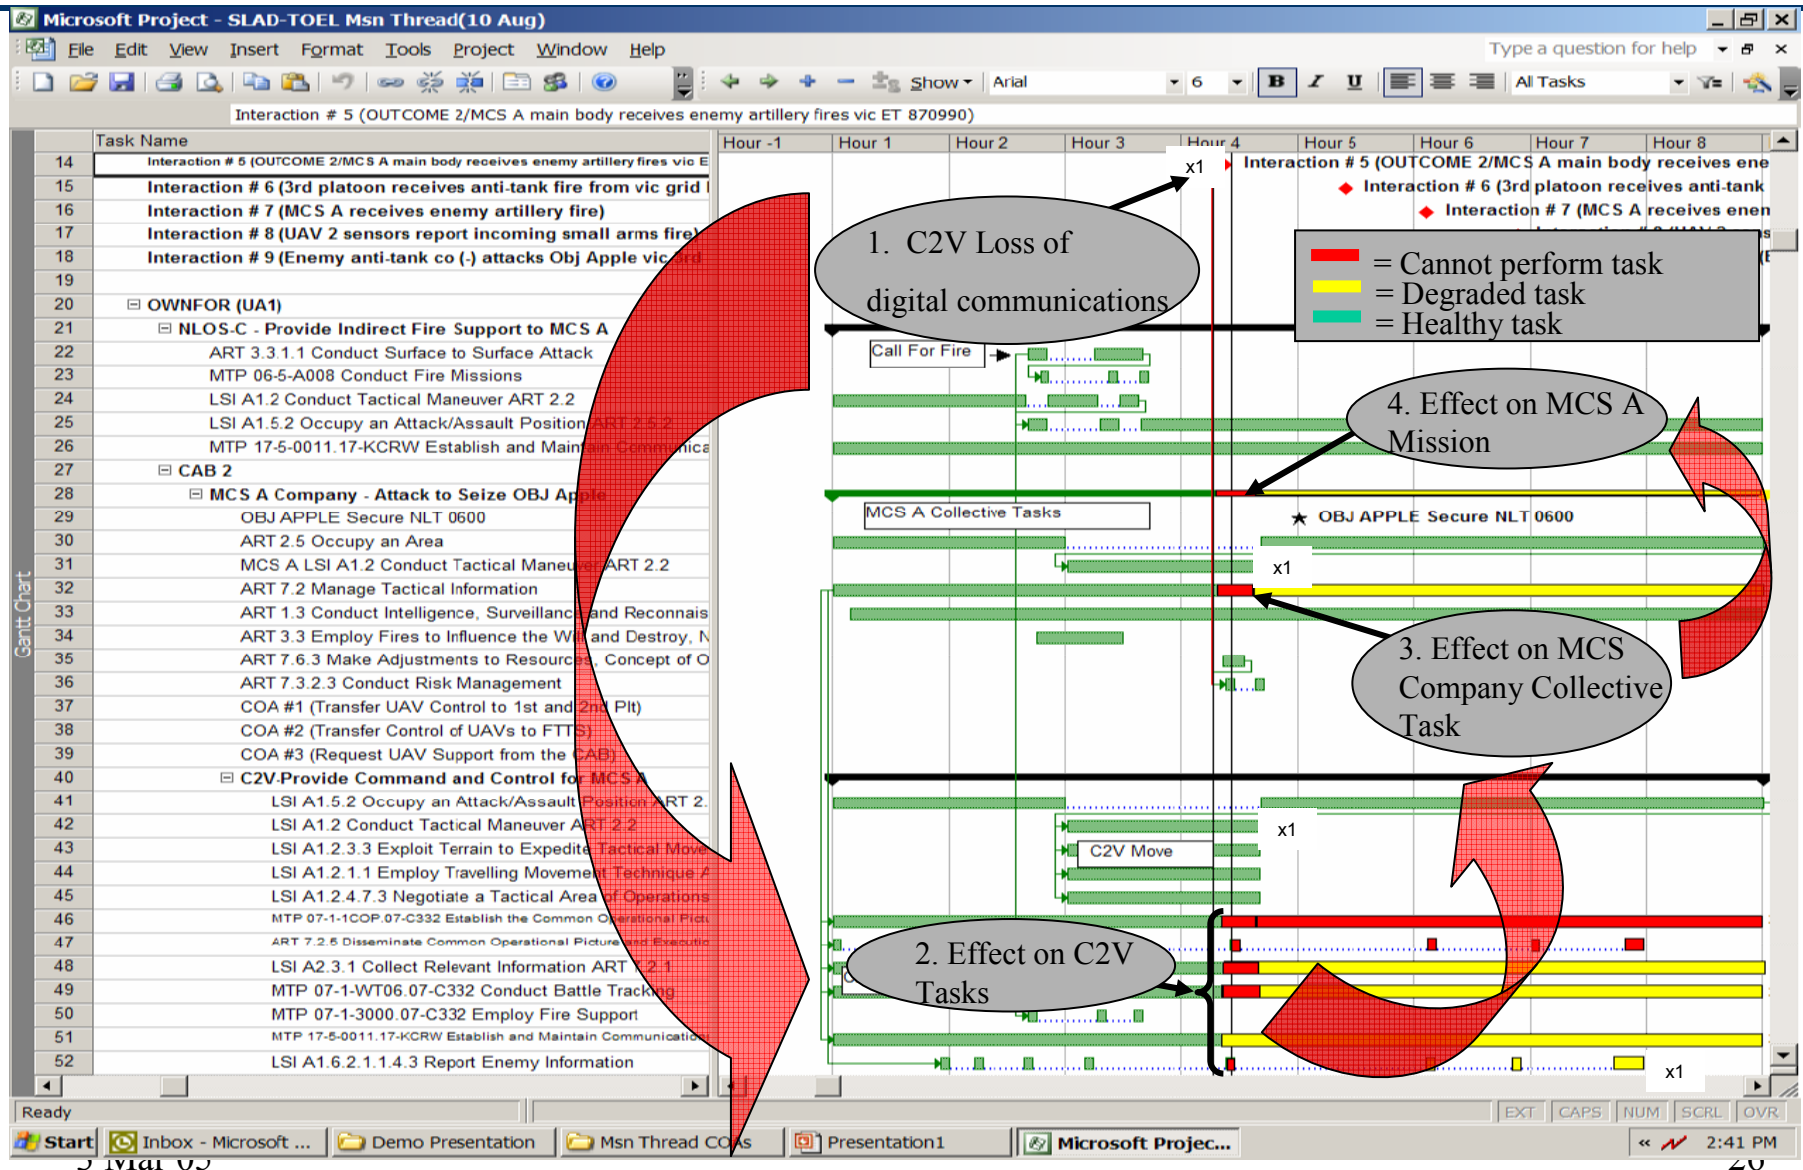 Microsoft Project - SLAD-TOEL Msn Thread(10 Aug)
File Edit View Insert Format Tools Project Window Help
Type a question for help
Show
Arial
6
B I U
All Tasks
Interaction # 5 (OUTCOME 2/MCS A main body receives enemy artillery fires vic ET 870990)
Task Name
Hour -1 Hour 1 Hour 2 Hour 3 Hour 4 Hour 5 Hour 6 Hour 7 Hour 8
14 Interaction # 5 (OUTCOME 2/MCS A main body receives enemy artillery fires vic E
15 Interaction # 6 (3rd platoon receives anti-tank fire from vic grid
16 Interaction # 7 (MCS A receives enemy artillery fire)
17 Interaction # 8 (UAV 2 sensors report incoming small arms fire)
18 Interaction # 9 (Enemy anti-tank co (-) attacks Obj Apple vic 3rd
19
20 OWNFOR (UA1)
21 NLOS-C - Provide Indirect Fire Support to MCS A
22 ART 3.3.1.1 Conduct Surface to Surface Attack
23 MTP 06-5-A008 Conduct Fire Missions
24 LSI A1.2 Conduct Tactical Maneuver ART 2.2
25 LSI A1.5.2 Occupy an Attack/Assault Position ART 2.5.2
26 MTP 17-5-0011.17-KCRW Establish and Maintain Communica
27 CAB 2
28 MCS A Company - Attack to Seize OBJ Apple
29 OBJ APPLE Secure NLT 0600
30 ART 2.5 Occupy an Area
31 MCS A LSI A1.2 Conduct Tactical Maneuver ART 2.2
32 ART 7.2 Manage Tactical Information
33 ART 1.3 Conduct Intelligence, Surveillance and Reconnais
34 ART 3.3 Employ Fires to Influence the Will and Destroy, N
35 ART 7.6.3 Make Adjustments to Resources, Concept of O
36 ART 7.3.2.3 Conduct Risk Management
37 COA #1 (Transfer UAV Control to 1st and 2nd Plt)
38 COA #2 (Transfer Control of UAVs to FTTS)
39 COA #3 (Request UAV Support from the CAB)
40 C2V-Provide Command and Control for MCS A
41 LSI A1.5.2 Occupy an Attack/Assault Position ART 2.
42 LSI A1.2 Conduct Tactical Maneuver ART 2.2
43 LSI A1.2.3.3 Exploit Terrain to Expedite Tactical Move
44 LSI A1.2.1.1 Employ Travelling Movement Technique A
45 LSI A1.2.4.7.3 Negotiate a Tactical Area of Operations
46 MTP 07-1-1COP.07-C332 Establish the Common Operational Pictu
47 ART 7.2.5 Disseminate Common Operational Picture and Executio
48 LSI A2.3.1 Collect Relevant Information ART 7.2.1
49 MTP 07-1-WT06.07-C332 Conduct Battle Tracking
50 MTP 07-1-3000.07-C332 Employ Fire Support
51 MTP 17-5-0011.17-KCRW Establish and Maintain Communication
52 LSI A1.6.2.1.1.4.3 Report Enemy Information
Gantt Chart
x1
Interaction # 5 (OUTCOME 2/MCS A main body receives ene
Interaction # 6 (3rd platoon receives anti-tank
Interaction # 7 (MCS A receives enen
1. C2V Loss of
digital communications
= Cannot perform task
= Degraded task
= Healthy task
Call For Fire
4. Effect on MCS A
Mission
MCS A Collective Tasks
OBJ APPLE Secure NLT 0600
x1
3. Effect on MCS
Company Collective
Task
x1
C2V Move
2. Effect on C2V
Tasks
x1
Ready
EXT CAPS NUM SCRL OVR
Start
Inbox - Microsoft ...
Demo Presentation
Msn Thread COAs
Presentation1
Microsoft Projec...
2:41 PM
3 Mar 05
26